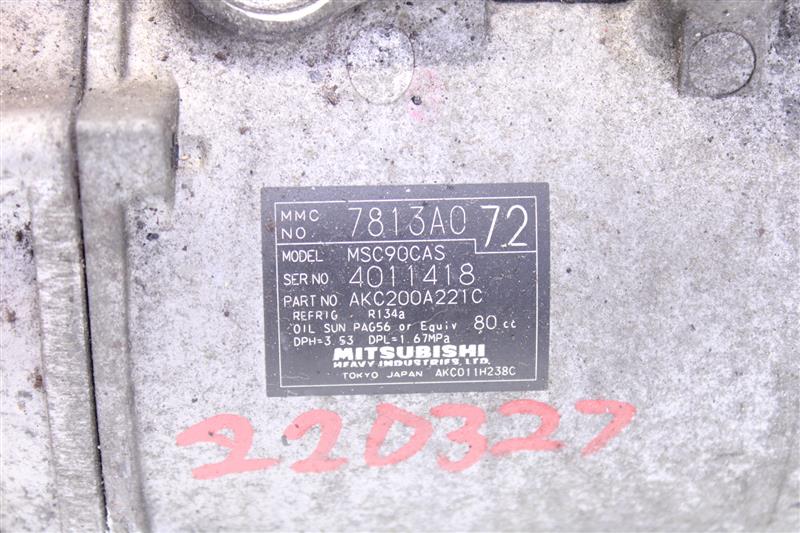 MMC NO 7813A0 72
MODEL MSC90CAS
SER NO 4011418
PART NO AKC200A221C
REFRIG R134a
OIL SUN PAG56 or Equiv 80 cc
DPH=3.53 DPL=1.67MPa
MITSUBISHI
HEAVY INDUSTRIES, LTD.
TOKYO JAPAN AKC011H238C
220327